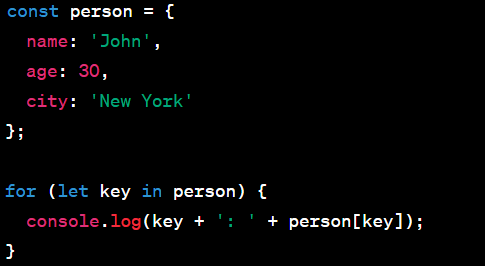 const person = {
  name: 'John',
  age: 30,
  city: 'New York'
};

for (let key in person) {
  console.log(key + ': ' + person[key]);
}